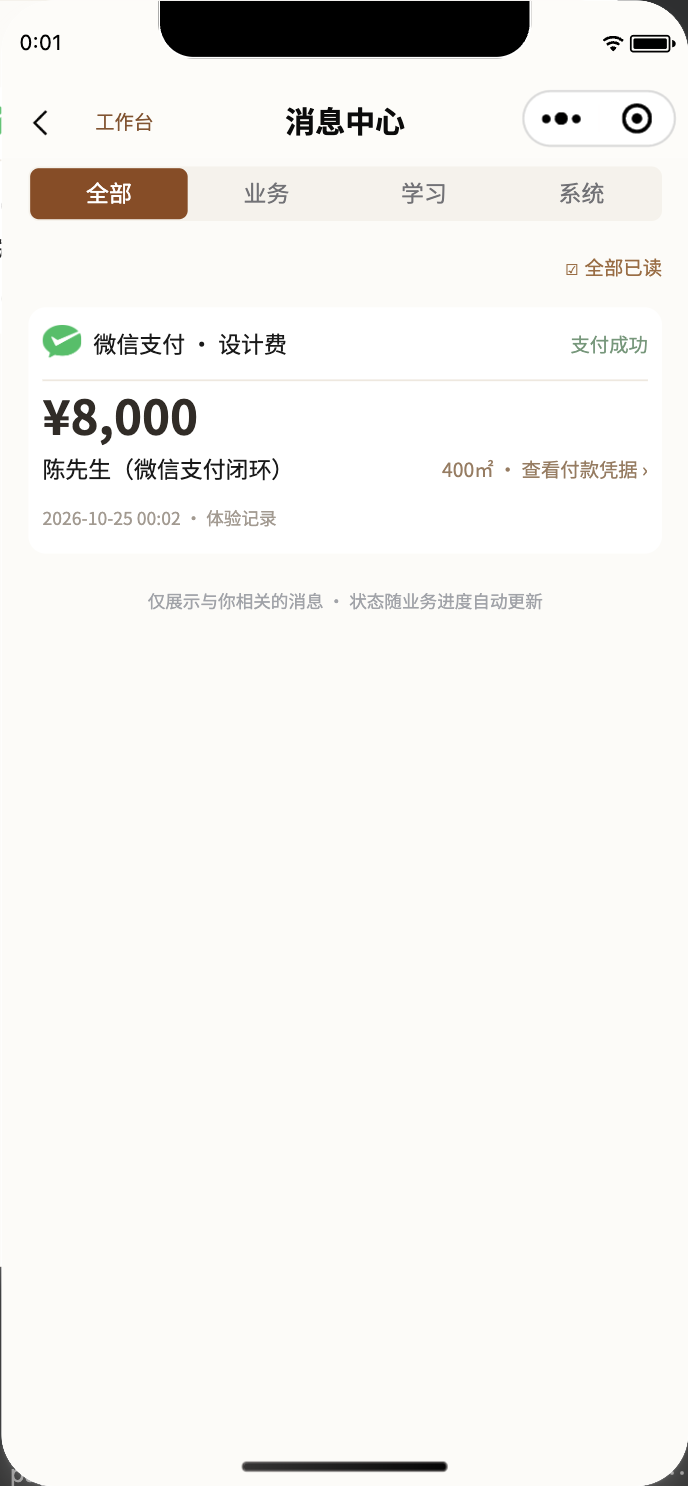 0:01
工作台
消息中心
全部 业务 学习 系统
☑ 全部已读
微信支付 · 设计费 支付成功
¥8,000
陈先生（微信支付闭环） 400㎡ · 查看付款凭据 ›
2026-10-25 00:02 · 体验记录
仅展示与你相关的消息 · 状态随业务进度自动更新